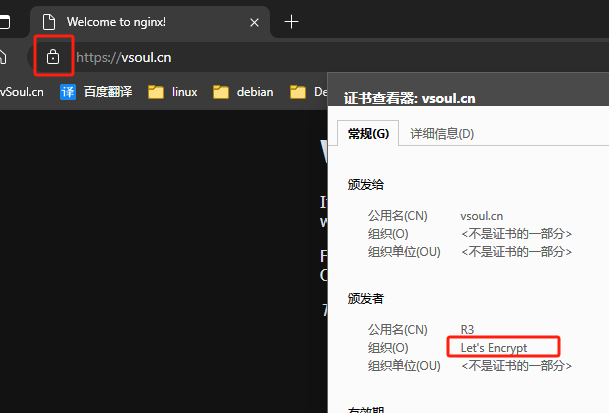 Welcome to nginx!
https://vsoul.cn
vSoul.cn 译 百度翻译 linux debian De
证书查看器: vsoul.cn
常规(G) 详细信息(D)
颁发给
公用名(CN) vsoul.cn
组织(O) <不是证书的一部分>
组织单位(OU) <不是证书的一部分>
颁发者
公用名(CN) R3
组织(O) Let's Encrypt
组织单位(OU) <不是证书的一部分>
有效期